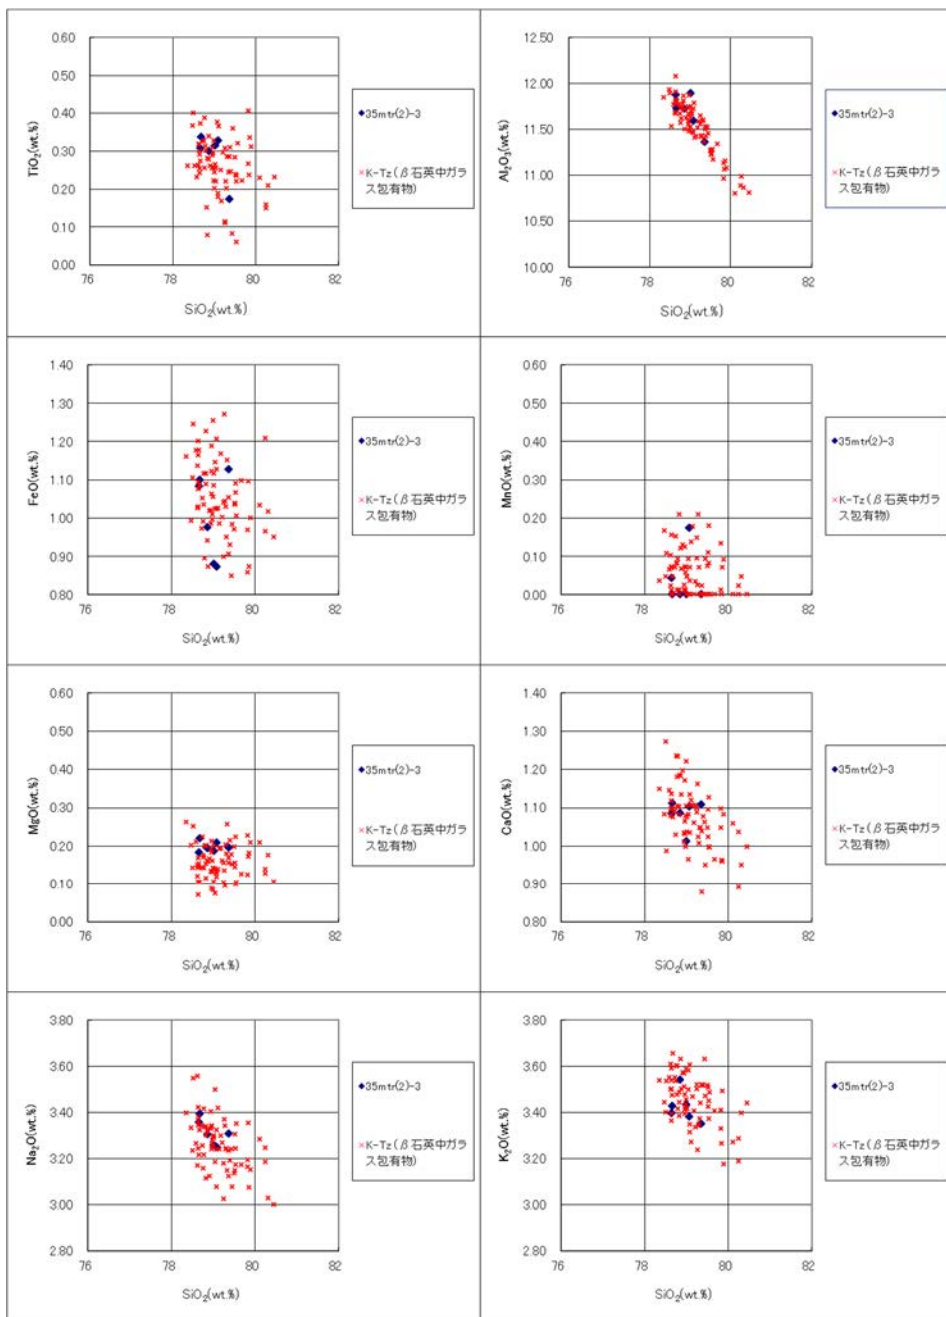 0.60
0.50
0.40
0.30
0.20
0.10
0.00
TiO2(wt.%)
76
78
80
82
SiO2(wt.%)
◆35mtr(2)-3
×K-Tz(β石英中ガラ
ス包有物)
12.50
12.00
11.50
11.00
10.50
10.00
Al2O3(wt.%)
76
78
80
82
SiO2(wt.%)
◆35mtr(2)-3
×K-Tz(β石英中ガラ
ス包有物)
1.40
1.30
1.20
1.10
1.00
0.90
0.80
FeO(wt.%)
76
78
80
82
SiO2(wt.%)
◆35mtr(2)-3
×K-Tz(β石英中ガラ
ス包有物)
0.60
0.50
0.40
0.30
0.20
0.10
0.00
MnO(wt.%)
76
78
80
82
SiO2(wt.%)
◆35mtr(2)-3
×K-Tz(β石英中ガラ
ス包有物)
0.60
0.50
0.40
0.30
0.20
0.10
0.00
MgO(wt.%)
76
78
80
82
SiO2(wt.%)
◆35mtr(2)-3
×K-Tz(β石英中ガラ
ス包有物)
1.40
1.30
1.20
1.10
1.00
0.90
0.80
CaO(wt.%)
76
78
80
82
SiO2(wt.%)
◆35mtr(2)-3
×K-Tz(β石英中ガラ
ス包有物)
3.80
3.60
3.40
3.20
3.00
2.80
Na2O(wt.%)
76
78
80
82
SiO2(wt.%)
◆35mtr(2)-3
×K-Tz(β石英中ガラ
ス包有物)
3.80
3.60
3.40
3.20
3.00
2.80
K2O(wt.%)
76
78
80
82
SiO2(wt.%)
◆35mtr(2)-3
×K-Tz(β石英中ガラ
ス包有物)